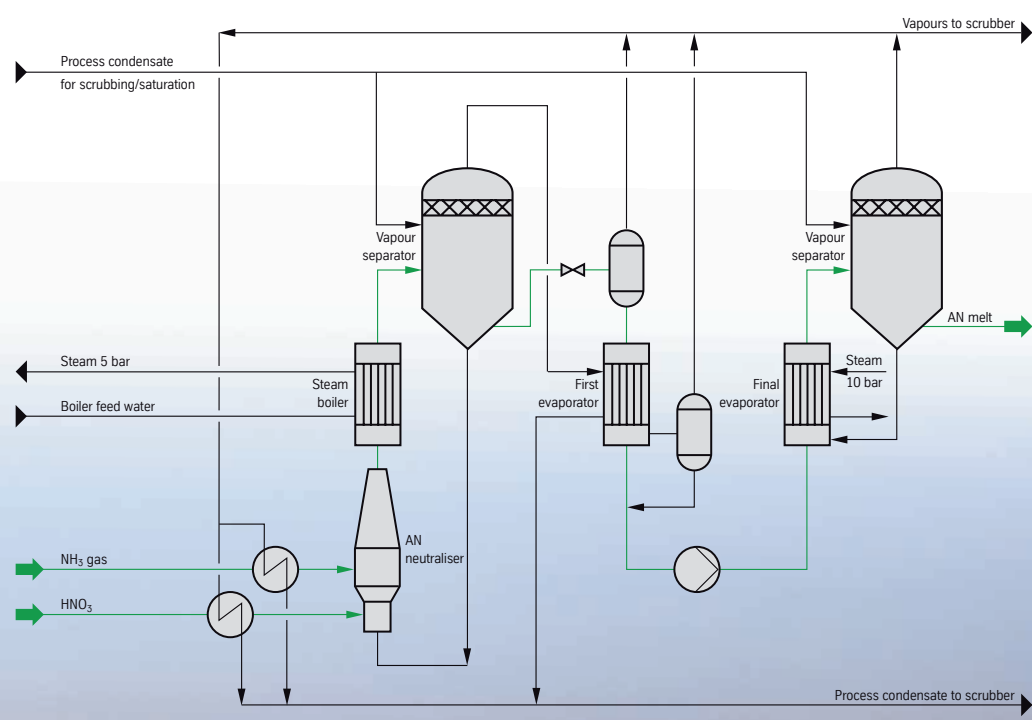 Vapours to scrubber
Process condensate
for scrubbing/saturation
Vapour
separator
Vapour
separator
AN melt
Steam 5 bar
Steam
boiler
First
evaporator
Final
evaporator
Steam
10 bar
Boiler feed water
AN
neutraliser
NH₃ gas
HNO₃
Process condensate to scrubber